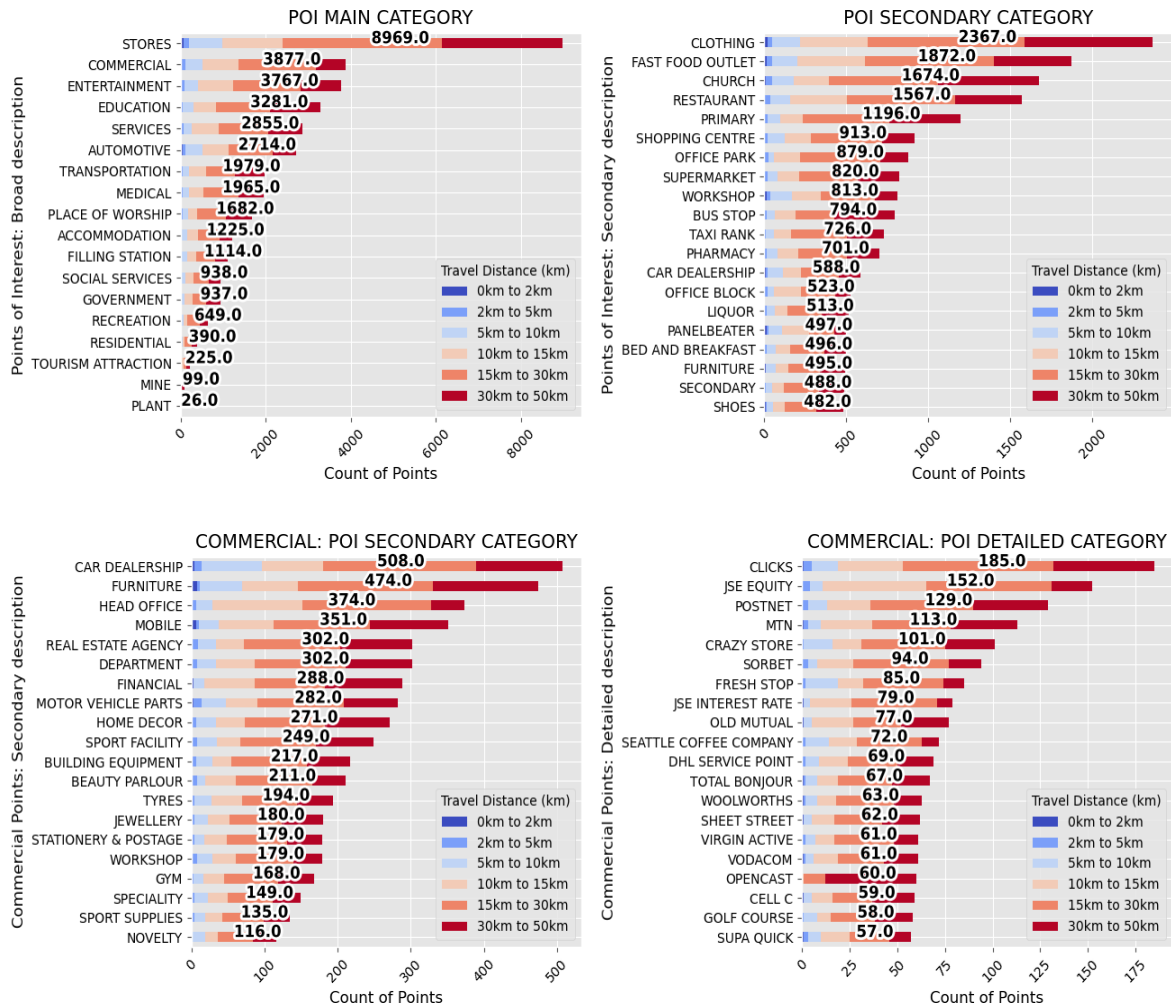 POI MAIN CATEGORY
Points of Interest: Broad description
STORES 8969.0
COMMERCIAL 3877.0
ENTERTAINMENT 3767.0
EDUCATION 3281.0
SERVICES 2855.0
AUTOMOTIVE 2714.0
TRANSPORTATION 1979.0
MEDICAL 1965.0
PLACE OF WORSHIP 1682.0
ACCOMMODATION 1225.0
FILLING STATION 1114.0
SOCIAL SERVICES 938.0
GOVERNMENT 937.0
RECREATION 649.0
RESIDENTIAL 390.0
TOURISM ATTRACTION 225.0
MINE 99.0
PLANT 26.0
Travel Distance (km)
0km to 2km
2km to 5km
5km to 10km
10km to 15km
15km to 30km
30km to 50km
0 2000 4000 6000 8000
Count of Points
POI SECONDARY CATEGORY
Points of Interest: Secondary description
CLOTHING 2367.0
FAST FOOD OUTLET 1872.0
CHURCH 1674.0
RESTAURANT 1567.0
PRIMARY 1196.0
SHOPPING CENTRE 913.0
OFFICE PARK 879.0
SUPERMARKET 820.0
WORKSHOP 813.0
BUS STOP 794.0
TAXI RANK 726.0
PHARMACY 701.0
CAR DEALERSHIP 588.0
OFFICE BLOCK 523.0
LIQUOR 513.0
PANELBEATER 497.0
BED AND BREAKFAST 496.0
FURNITURE 495.0
SECONDARY 488.0
SHOES 482.0
Travel Distance (km)
0km to 2km
2km to 5km
5km to 10km
10km to 15km
15km to 30km
30km to 50km
0 500 1000 1500 2000
Count of Points
COMMERCIAL: POI SECONDARY CATEGORY
Commercial Points: Secondary description
CAR DEALERSHIP 508.0
FURNITURE 474.0
HEAD OFFICE 374.0
MOBILE 351.0
REAL ESTATE AGENCY 302.0
DEPARTMENT 302.0
FINANCIAL 288.0
MOTOR VEHICLE PARTS 282.0
HOME DECOR 271.0
SPORT FACILITY 249.0
BUILDING EQUIPMENT 217.0
BEAUTY PARLOUR 211.0
TYRES 194.0
JEWELLERY 180.0
STATIONERY & POSTAGE 179.0
WORKSHOP 179.0
GYM 168.0
SPECIALITY 149.0
SPORT SUPPLIES 135.0
NOVELTY 116.0
Travel Distance (km)
0km to 2km
2km to 5km
5km to 10km
10km to 15km
15km to 30km
30km to 50km
0 100 200 300 400 500
Count of Points
COMMERCIAL: POI DETAILED CATEGORY
Commercial Points: Detailed description
CLICKS 185.0
JSE EQUITY 152.0
POSTNET 129.0
MTN 113.0
CRAZY STORE 101.0
SORBET 94.0
FRESH STOP 85.0
JSE INTEREST RATE 79.0
OLD MUTUAL 77.0
SEATTLE COFFEE COMPANY 72.0
DHL SERVICE POINT 69.0
TOTAL BONJOUR 67.0
WOOLWORTHS 63.0
SHEET STREET 62.0
VIRGIN ACTIVE 61.0
VODACOM 61.0
OPENCAST 60.0
CELL C 59.0
GOLF COURSE 58.0
SUPA QUICK 57.0
Travel Distance (km)
0km to 2km
2km to 5km
5km to 10km
10km to 15km
15km to 30km
30km to 50km
0 25 50 75 100 125 150 175
Count of Points